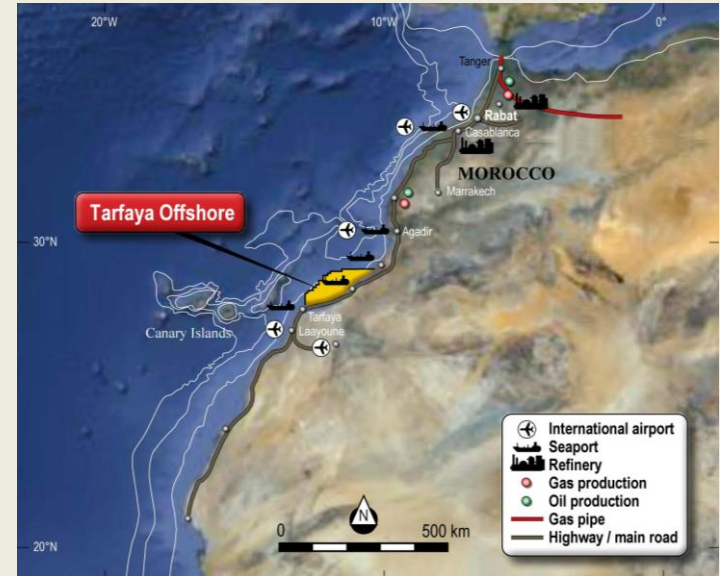 20°W
10°W
0°
Tanger
Rabat
Casablanca
MOROCCO
Marrakech
Tarfaya Offshore
30°N
Agadir
Canary Islands
Tarfaya
Laayoune
International airport
Seaport
Refinery
Gas production
Oil production
Gas pipe
Highway / main road
N
0
500 km
20°N